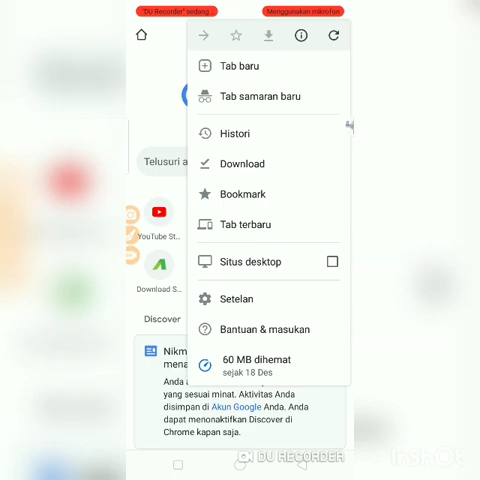 "DU Recorder" sedang ..
Menggunakan mikrofon
Tab baru
Tab samaran baru
Histori
Download
Bookmark
Tab terbaru
Situs desktop
Setelan
Bantuan & masukan
60 MB dihemat
sejak 18 Des
Telusuri a
YouTube St...
Download S...
Discover
Nikm
mena
Anda a
yang sesuai minat. Aktivitas Anda
disimpan di Akun Google Anda. Anda
dapat menonaktifkan Discover di
Chrome kapan saja.
DU RECORDER
InShOt